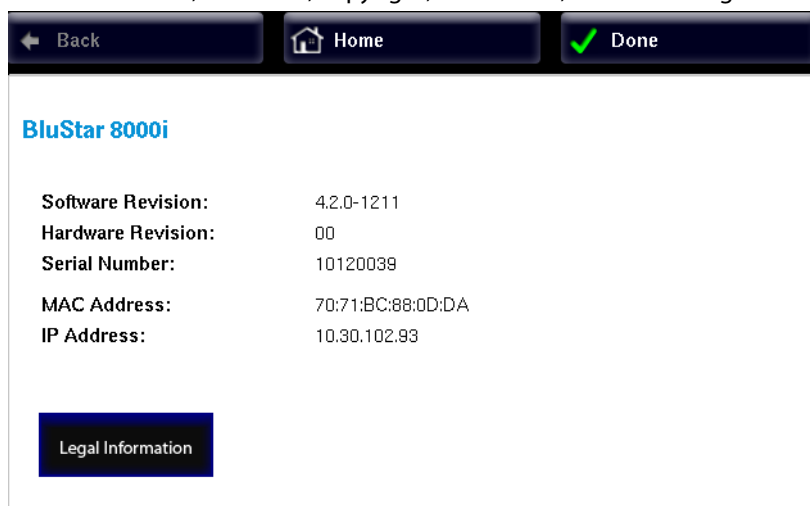 Back Home Done
BluStar 8000i
Software Revision: 4.2.0-1211
Hardware Revision: 00
Serial Number: 10120039
MAC Address: 70:71:BC:88:0D:DA
IP Address: 10.30.102.93
Legal Information